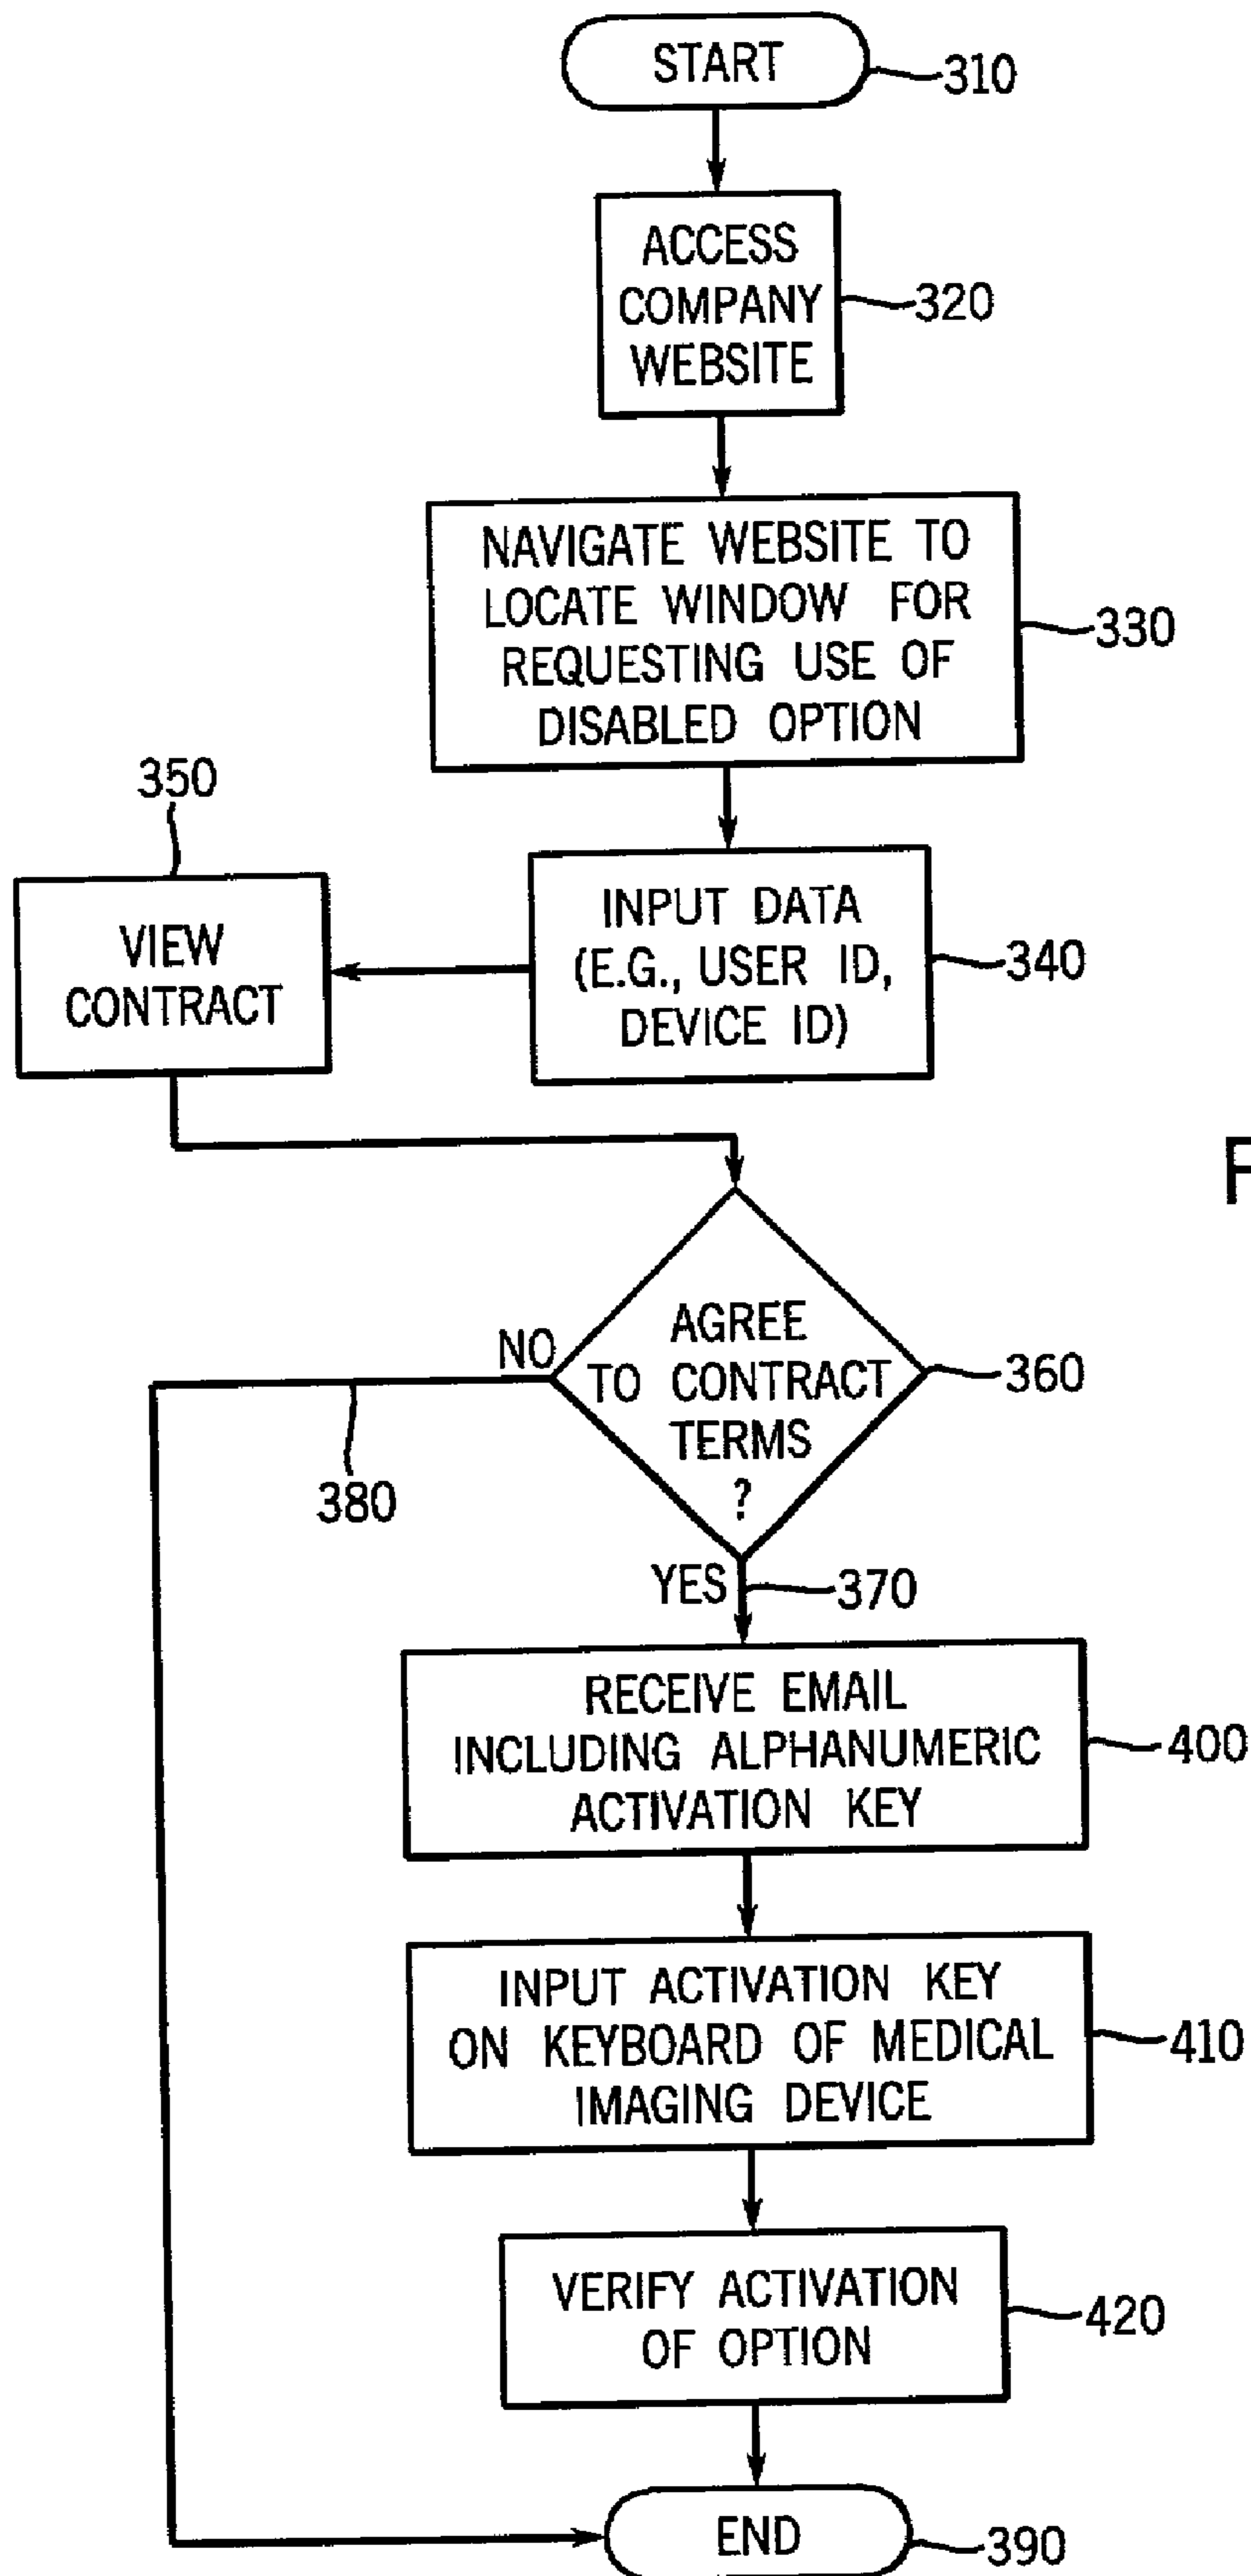 START
310
ACCESS
COMPANY
WEBSITE
320
NAVIGATE WEBSITE TO
LOCATE WINDOW FOR
REQUESTING USE OF
DISABLED OPTION
330
INPUT DATA
(E.G., USER ID,
DEVICE ID)
340
350
VIEW
CONTRACT
AGREE
TO CONTRACT
TERMS
?
360
NO
380
YES
370
RECEIVE EMAIL
INCLUDING ALPHANUMERIC
ACTIVATION KEY
400
INPUT ACTIVATION KEY
ON KEYBOARD OF MEDICAL
IMAGING DEVICE
410
VERIFY ACTIVATION
OF OPTION
420
END
390